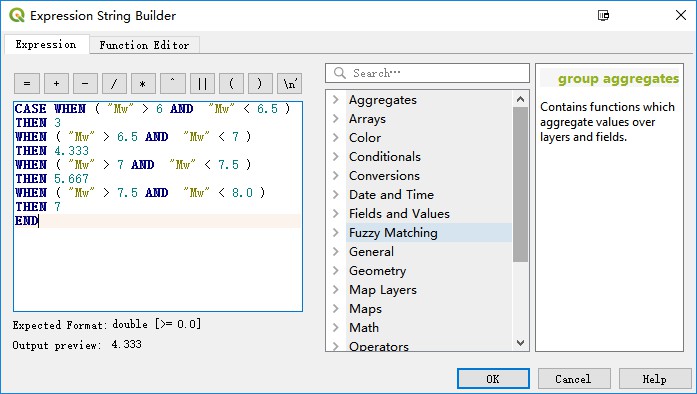 Expression String Builder
Expression
Function Editor
= + - / * ^ || ( ) \n'
Search…
CASE WHEN ( "Mw" > 6 AND "Mw" < 6.5 )
THEN 3
WHEN ( "Mw" > 6.5 AND "Mw" < 7 )
THEN 4.333
WHEN ( "Mw" > 7 AND "Mw" < 7.5 )
THEN 5.667
WHEN ( "Mw" > 7.5 AND "Mw" < 8.0 )
THEN 7
END
Expected Format: double [>= 0.0]
Output preview: 4.333
Aggregates
Arrays
Color
Conditionals
Conversions
Date and Time
Fields and Values
Fuzzy Matching
General
Geometry
Map Layers
Maps
Math
Operators
group aggregates
Contains functions which
aggregate values over
layers and fields.
OK
Cancel
Help